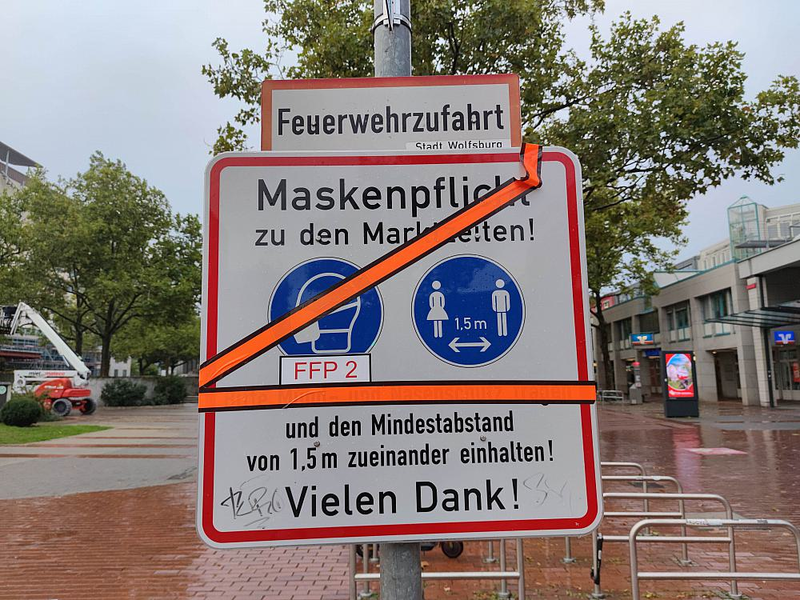 Feuerwehrzufahrt
Stadt Wolfsburg
Maskenpflicht
zu den Marktzeiten!
1,5 m
FFP 2
und den Mindestabstand
von 1,5 m zueinander einhalten!
Vielen Dank!